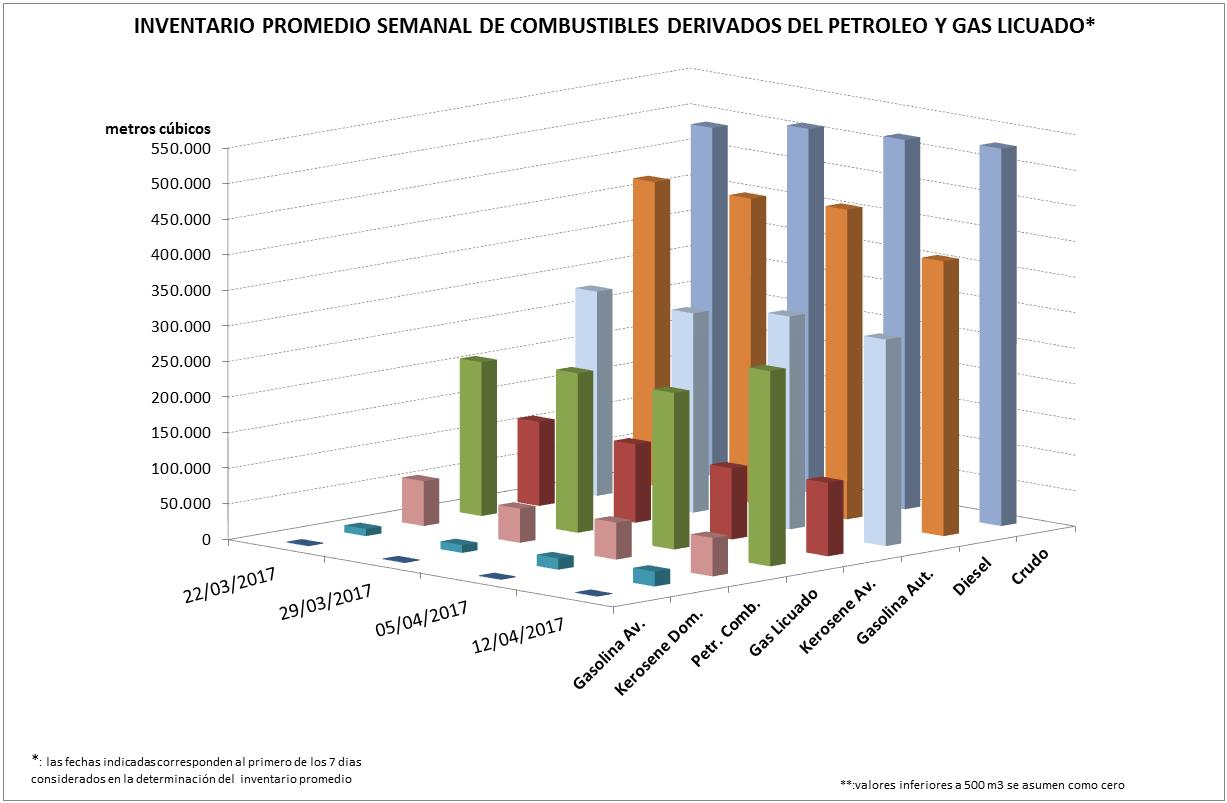 INVENTARIO PROMEDIO SEMANAL DE COMBUSTIBLES DERIVADOS DEL PETROLEO Y GAS LICUADO*
metros cúbicos
550.000
500.000
450.000
400.000
350.000
300.000
250.000
200.000
150.000
100.000
50.000
0
22/03/2017
29/03/2017
05/04/2017
12/04/2017
Gasolina Av.
Kerosene Dom.
Petr. Comb.
Gas Licuado
Kerosene Av.
Gasolina Aut.
Diesel
Crudo
*: las fechas indicadas corresponden al primero de los 7 dias
considerados en la determinación del inventario promedio
**:valores inferiores a 500 m3 se asumen como cero